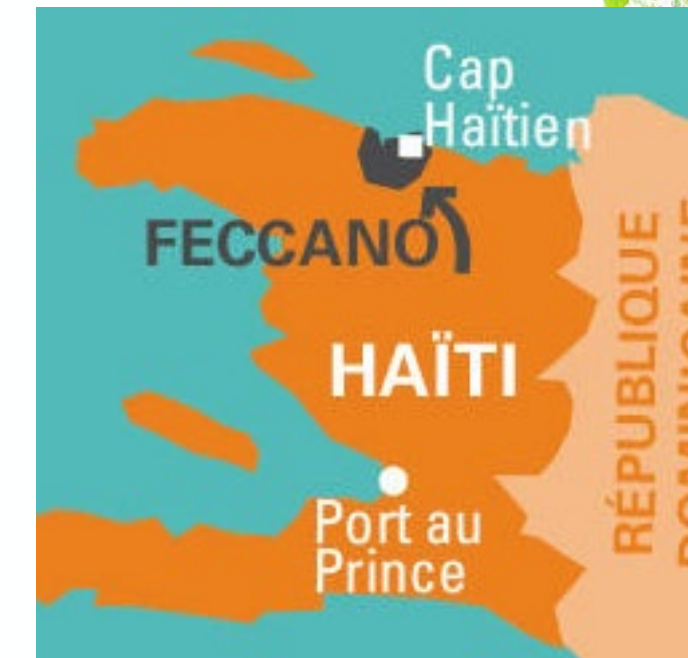 Cap
Haïtien
FECCANO
HAÏTI
Port au
Prince
RÉPUBLIQUE